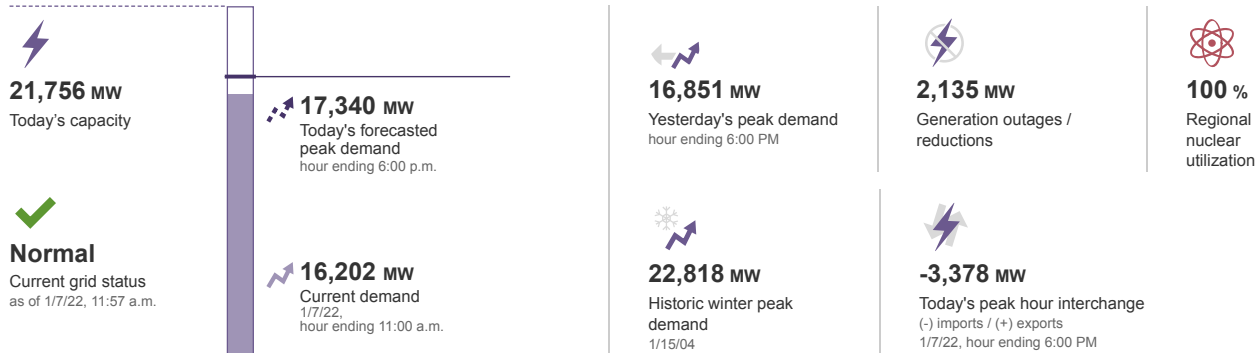 21,756 MW
Today's capacity
Normal
Current grid status
as of 1/7/22, 11:57 a.m.
17,340 MW
Today's forecasted
peak demand
hour ending 6:00 p.m.
16,202 MW
Current demand
1/7/22,
hour ending 11:00 a.m.
16,851 MW
Yesterday's peak demand
hour ending 6:00 PM
2,135 MW
Generation outages /
reductions
100 %
Regional
nuclear
utilization
22,818 MW
Historic winter peak
demand
1/15/04
-3,378 MW
Today's peak hour interchange
(-) imports / (+) exports
1/7/22, hour ending 6:00 PM